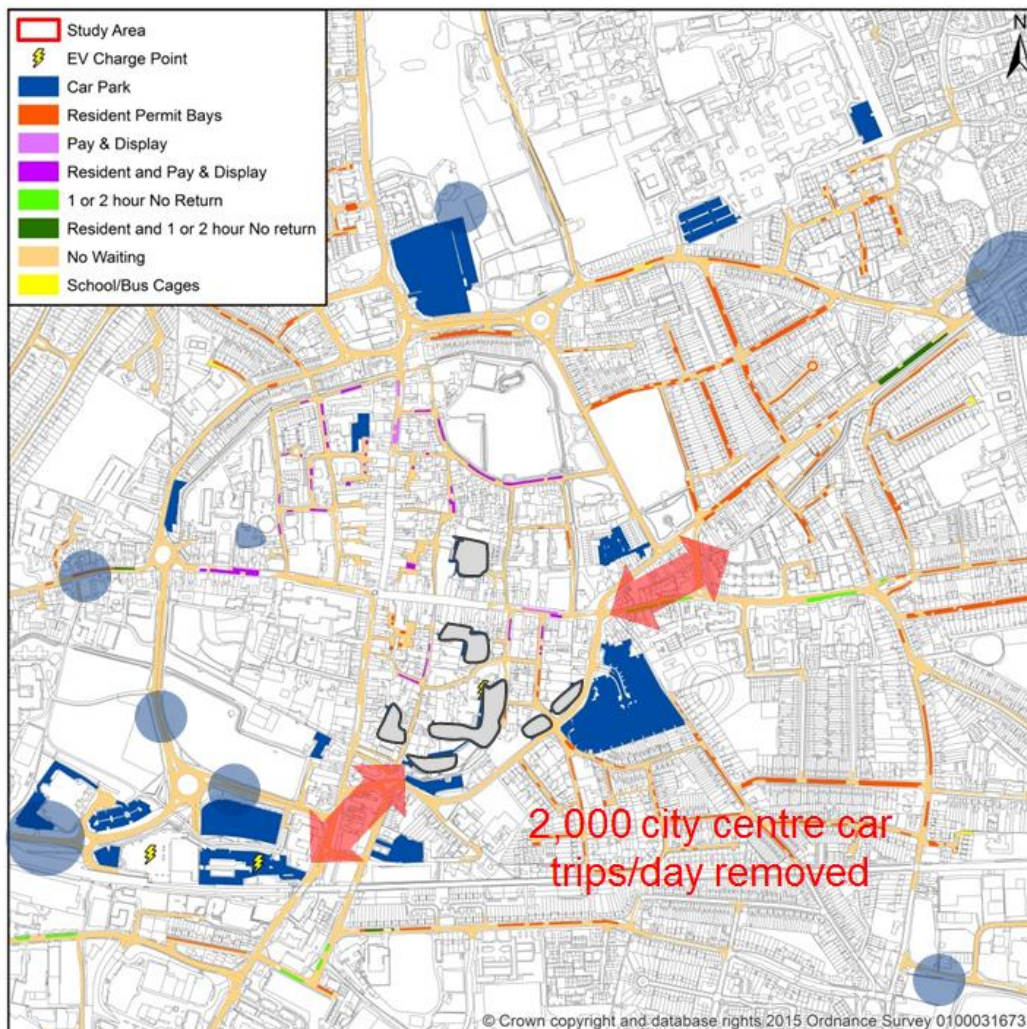 Study Area
EV Charge Point
Car Park
Resident Permit Bays
Pay & Display
Resident and Pay & Display
1 or 2 hour No Return
Resident and 1 or 2 hour No return
No Waiting
School/Bus Cages
N
2,000 city centre car
trips/day removed
© Crown copyright and database rights 2015 Ordnance Survey 0100031673